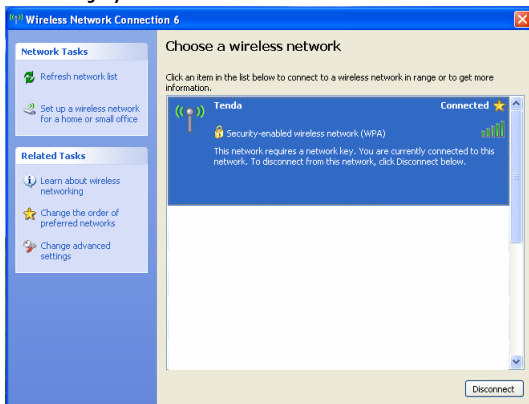 Wireless Network Connection 6
Network Tasks
Refresh network list
Set up a wireless network
for a home or small office
Related Tasks
Learn about wireless
networking
Change the order of
preferred networks
Change advanced
settings
Choose a wireless network
Click an item in the list below to connect to a wireless network in range or to get more
information.
Tenda Connected
Security-enabled wireless network (WPA)
This network requires a network key. You are currently connected to this
network. To disconnect from this network, click Disconnect below.
Disconnect